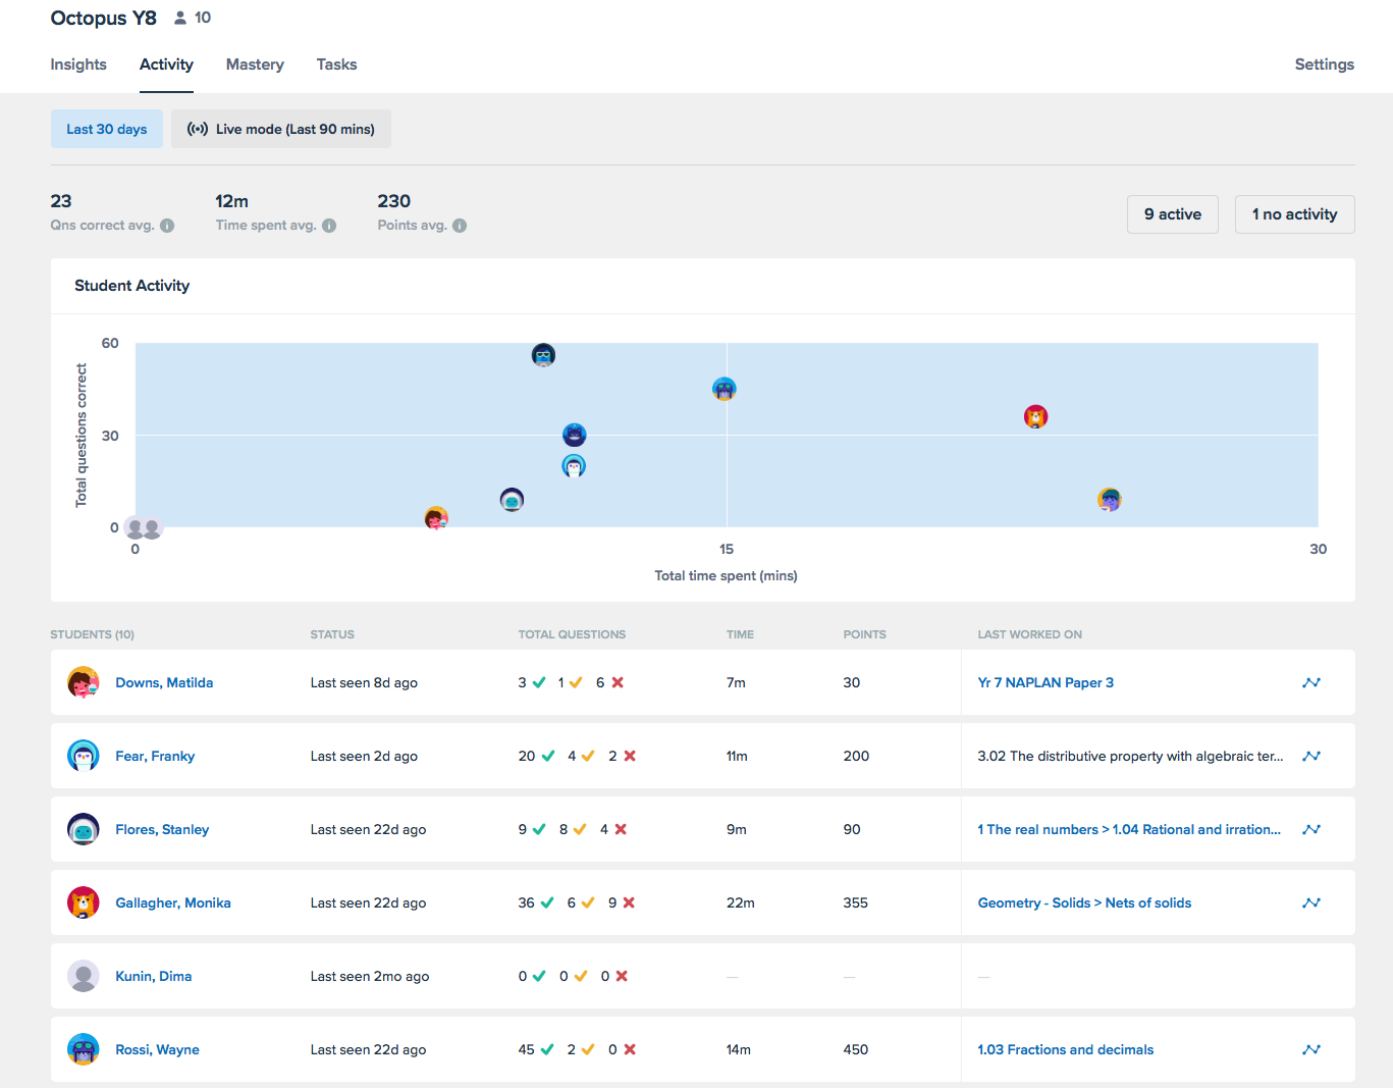 Octopus Y8 10
Insights Activity Mastery Tasks Settings
Last 30 days Live mode (Last 90 mins)
23 12m 230
Qns correct avg. Time spent avg. Points avg.
9 active 1 no activity
Student Activity
Total questions correct
60
30
0
0 15 30
Total time spent (mins)
STUDENTS (10) STATUS TOTAL QUESTIONS TIME POINTS LAST WORKED ON
Downs, Matilda Last seen 8d ago 3 1 6 7m 30 Yr 7 NAPLAN Paper 3
Fear, Franky Last seen 2d ago 20 4 2 11m 200 3.02 The distributive property with algebraic ter...
Flores, Stanley Last seen 22d ago 9 8 4 9m 90 1 The real numbers > 1.04 Rational and irration...
Gallagher, Monika Last seen 22d ago 36 6 9 22m 355 Geometry - Solids > Nets of solids
Kunin, Dima Last seen 2mo ago 0 0 0 — — —
Rossi, Wayne Last seen 22d ago 45 2 0 14m 450 1.03 Fractions and decimals